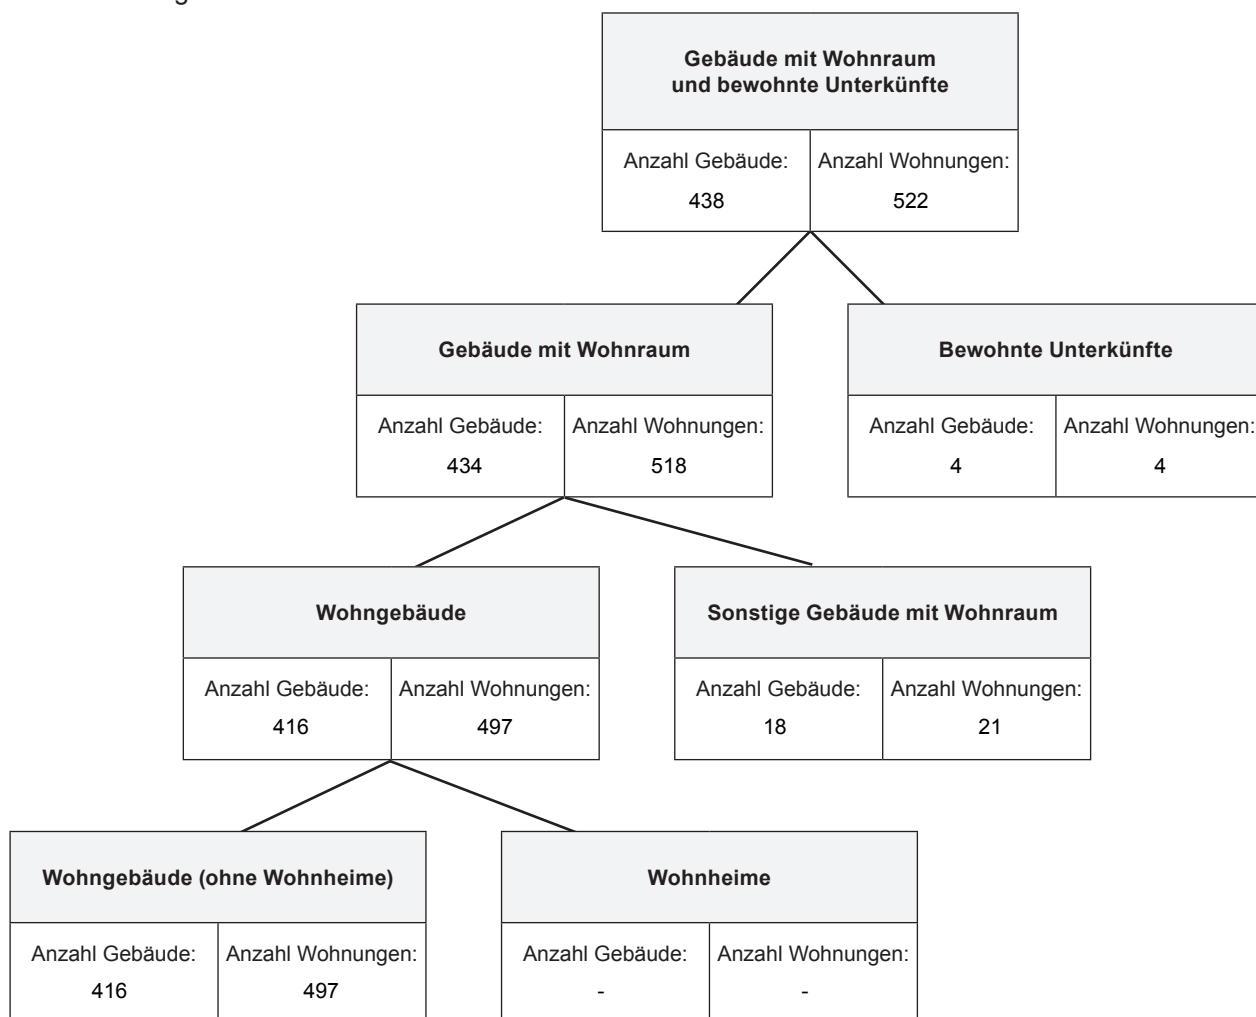 Gebäude mit Wohnraum
und bewohnte Unterkünfte
Anzahl Gebäude:
438
Anzahl Wohnungen:
522
Gebäude mit Wohnraum
Anzahl Gebäude:
434
Anzahl Wohnungen:
518
Bewohnte Unterkünfte
Anzahl Gebäude:
4
Anzahl Wohnungen:
4
Wohngebäude
Anzahl Gebäude:
416
Anzahl Wohnungen:
497
Sonstige Gebäude mit Wohnraum
Anzahl Gebäude:
18
Anzahl Wohnungen:
21
Wohngebäude (ohne Wohnheime)
Anzahl Gebäude:
416
Anzahl Wohnungen:
497
Wohnheime
Anzahl Gebäude:
-
Anzahl Wohnungen:
-